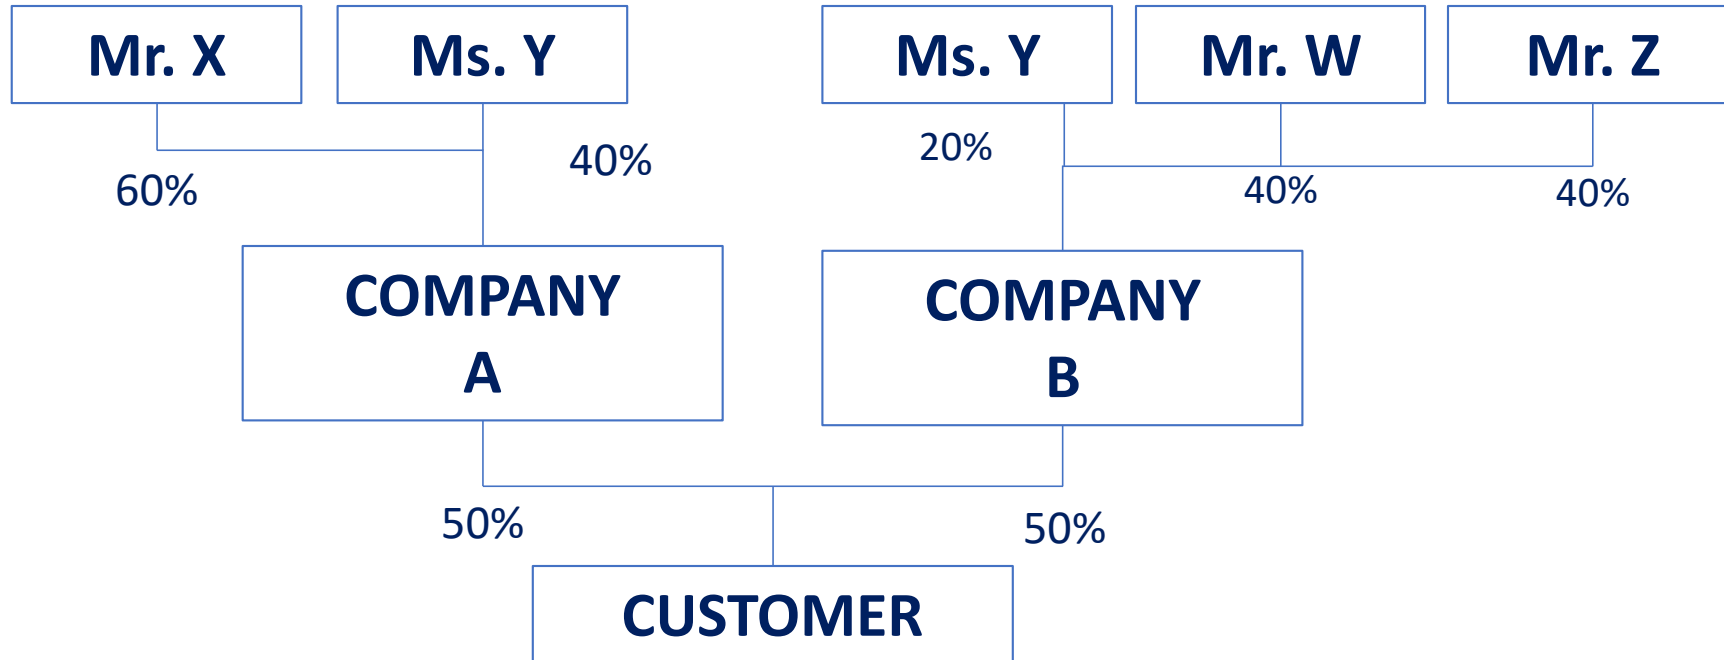 Mr. X
Ms. Y
Ms. Y
Mr. W
Mr. Z
60%
40%
20%
40%
40%
COMPANY
A
COMPANY
B
50%
50%
CUSTOMER